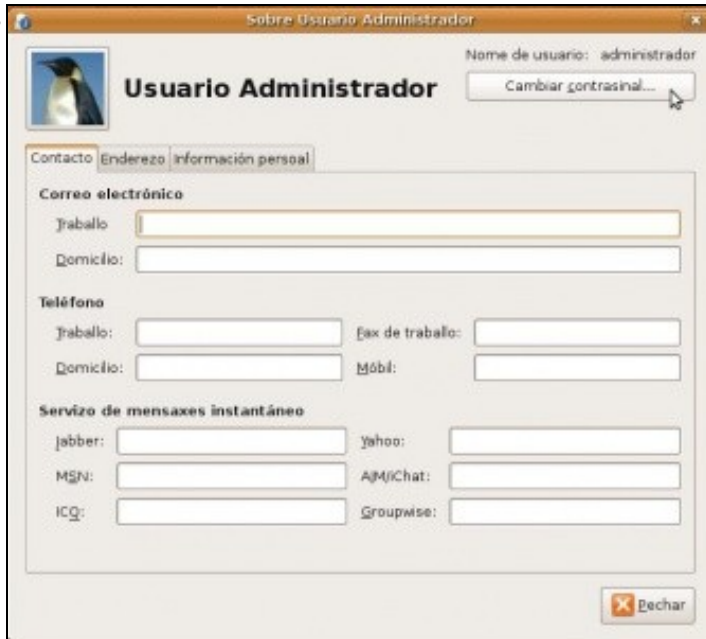 Sobre Usuario Administrador
Nome de usuario: administrador
Usuario Administrador
Cambiar contrasinal...
Contacto Enderezo Información persoal
Correo electrónico
Traballo
Domicilio:
Teléfono
Traballo: Fax de traballo:
Domicilio: Móbil:
Servizo de mensaxes instantáneo
Jabber: Yahoo:
MSN: AIM/iChat:
ICQ: Groupwise:
Pechar